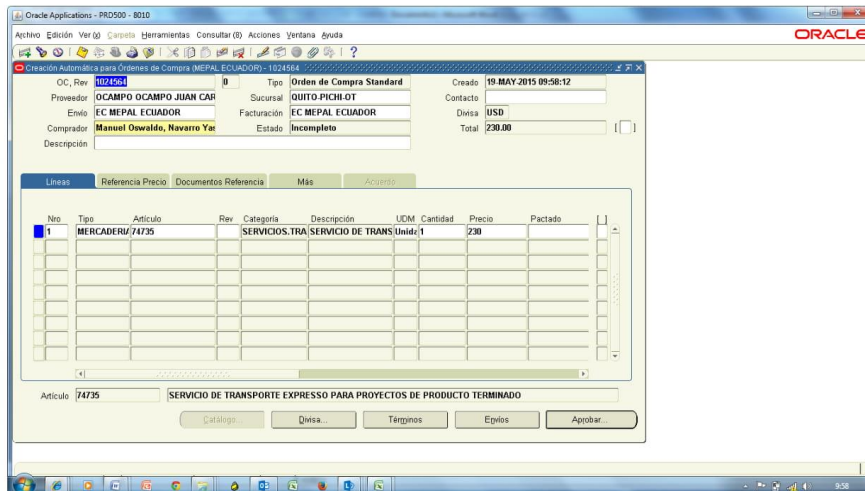 Oracle Applications - PRD500 - 8010
Archivo Edición Ver(x) Carpeta Herramientas Consultar(8) Acciones Ventana Ayuda
ORACLE
Creación Automática para Órdenes de Compra (MEPAL ECUADOR) - 1024564
OC, Rev 1024564 0 Tipo Orden de Compra Standard Creado 19-MAY-2015 09:58:12
Proveedor OCAMPO OCAMPO JUAN CAR Sucursal QUITO-PICHI-OT Contacto
Envío EC MEPAL ECUADOR Facturación EC MEPAL ECUADOR Divisa USD
Comprador Manuel Oswaldo, Navarro Yas Estado Incompleto Total 230.00 [ ]
Descripción
Líneas Referencia Precio Documentos Referencia Más Acuerdo
Nro Tipo Artículo Rev Categoría Descripción UDM Cantidad Precio Pactado [ ]
1 MERCADERIA 74735 SERVICIOS.TRA SERVICIO DE TRANS Unida 1 230
Artículo 74735 SERVICIO DE TRANSPORTE EXPRESSO PARA PROYECTOS DE PRODUCTO TERMINADO
Catálogo... Divisa... Términos Envíos Aprobar...
9:58